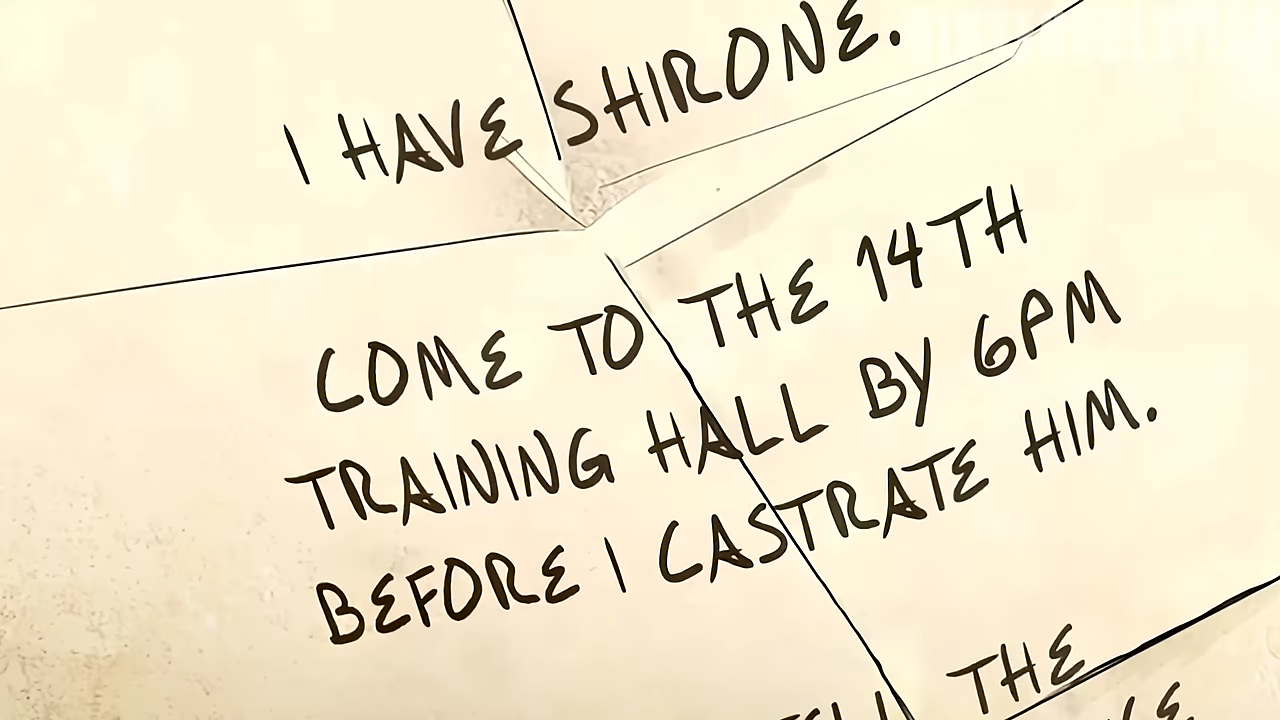 I HAVE SHIRONE.
COME TO THE 14TH
TRAINING HALL BY 6PM
BEFORE I CASTRATE HIM.
THE